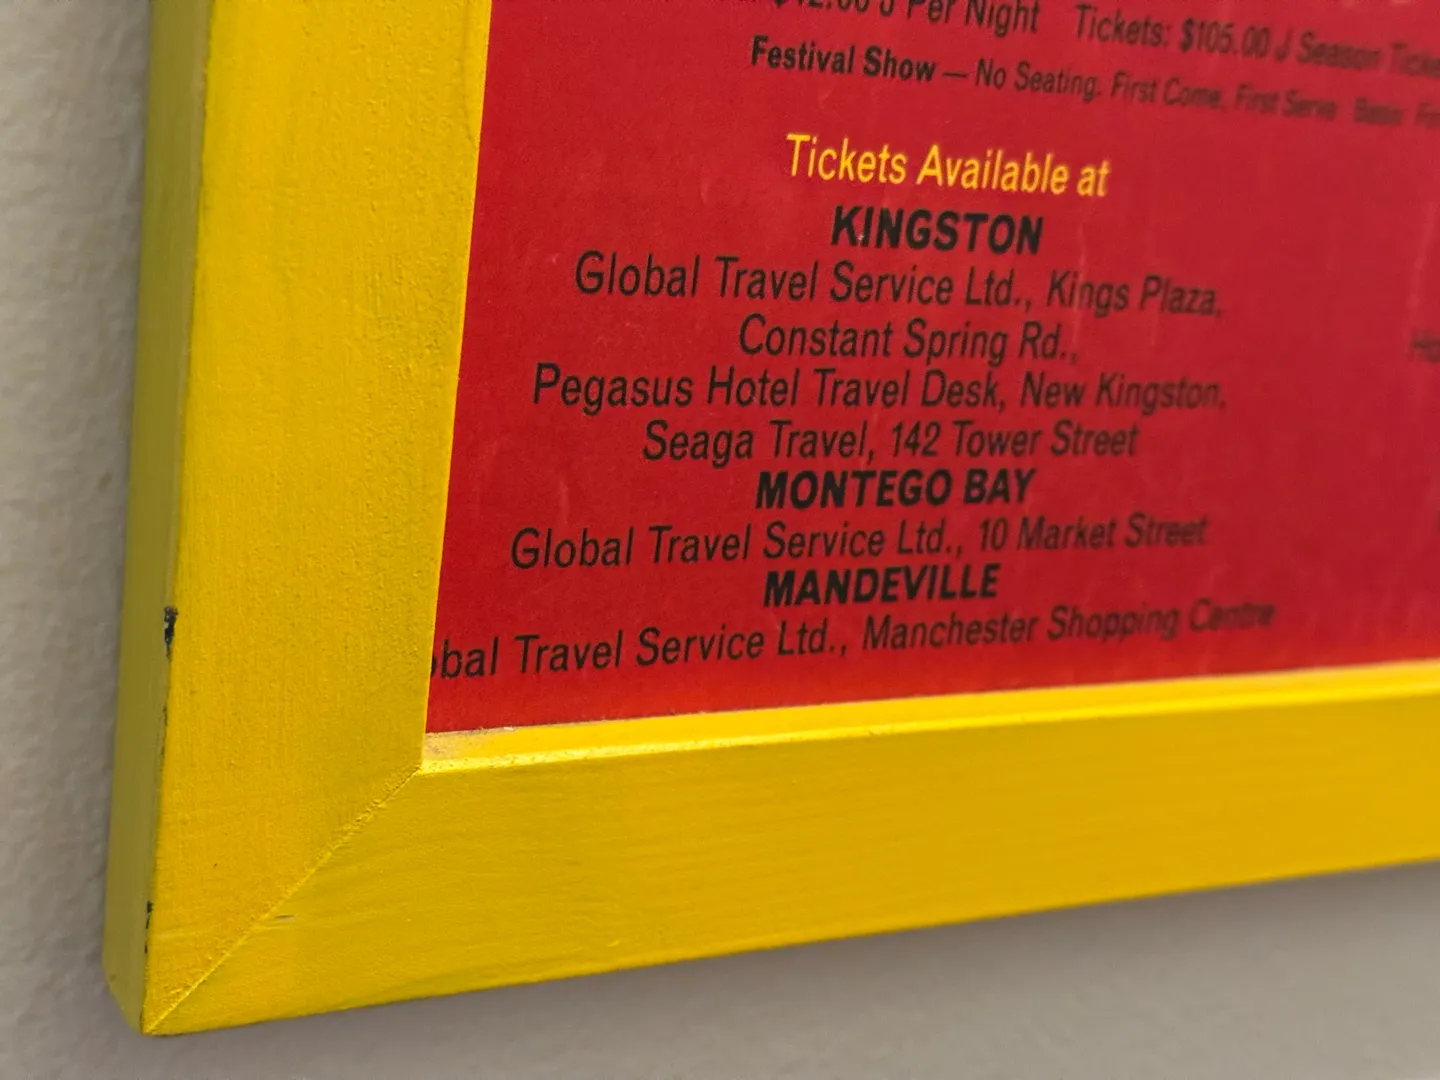 Per Night Tickets: $105.00 J Season
Festival Show — No Seating. First Come, First Serve Basis
Tickets Available at
KINGSTON
Global Travel Service Ltd., Kings Plaza,
Constant Spring Rd.,
Pegasus Hotel Travel Desk, New Kingston,
Seaga Travel, 142 Tower Street
MONTEGO BAY
Global Travel Service Ltd., 10 Market Street
MANDEVILLE
bal Travel Service Ltd., Manchester Shopping Centre